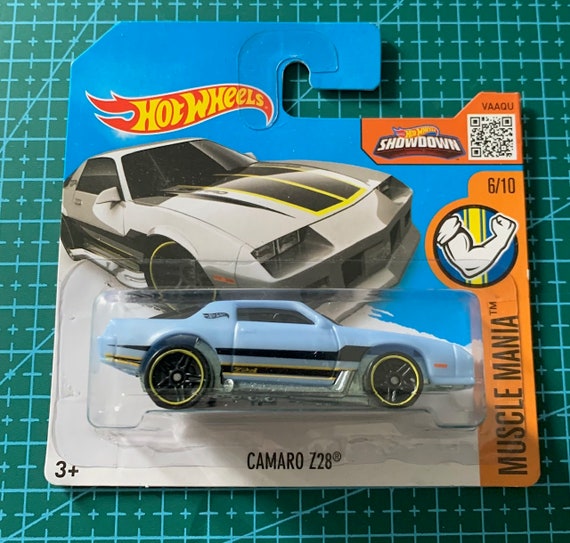 HOT WHEELS
VAAQU
Hot Wheels
SHOWDOWN
6/10
MUSCLE MANIA™
3+
CAMARO Z28®